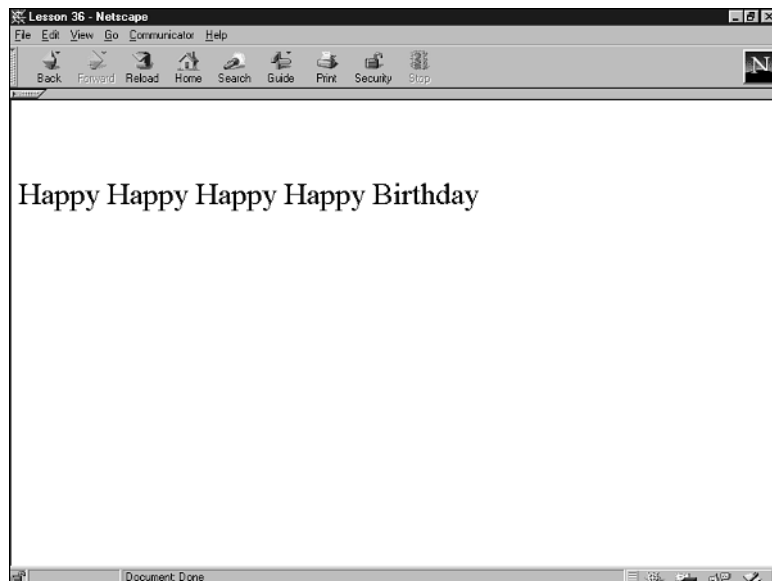 Lesson 36 - Netscape
File Edit View Go Communicator Help
Back Forward Reload Home Search Guide Print Security Stop
N
Happy Happy Happy Happy Birthday
Document: Done